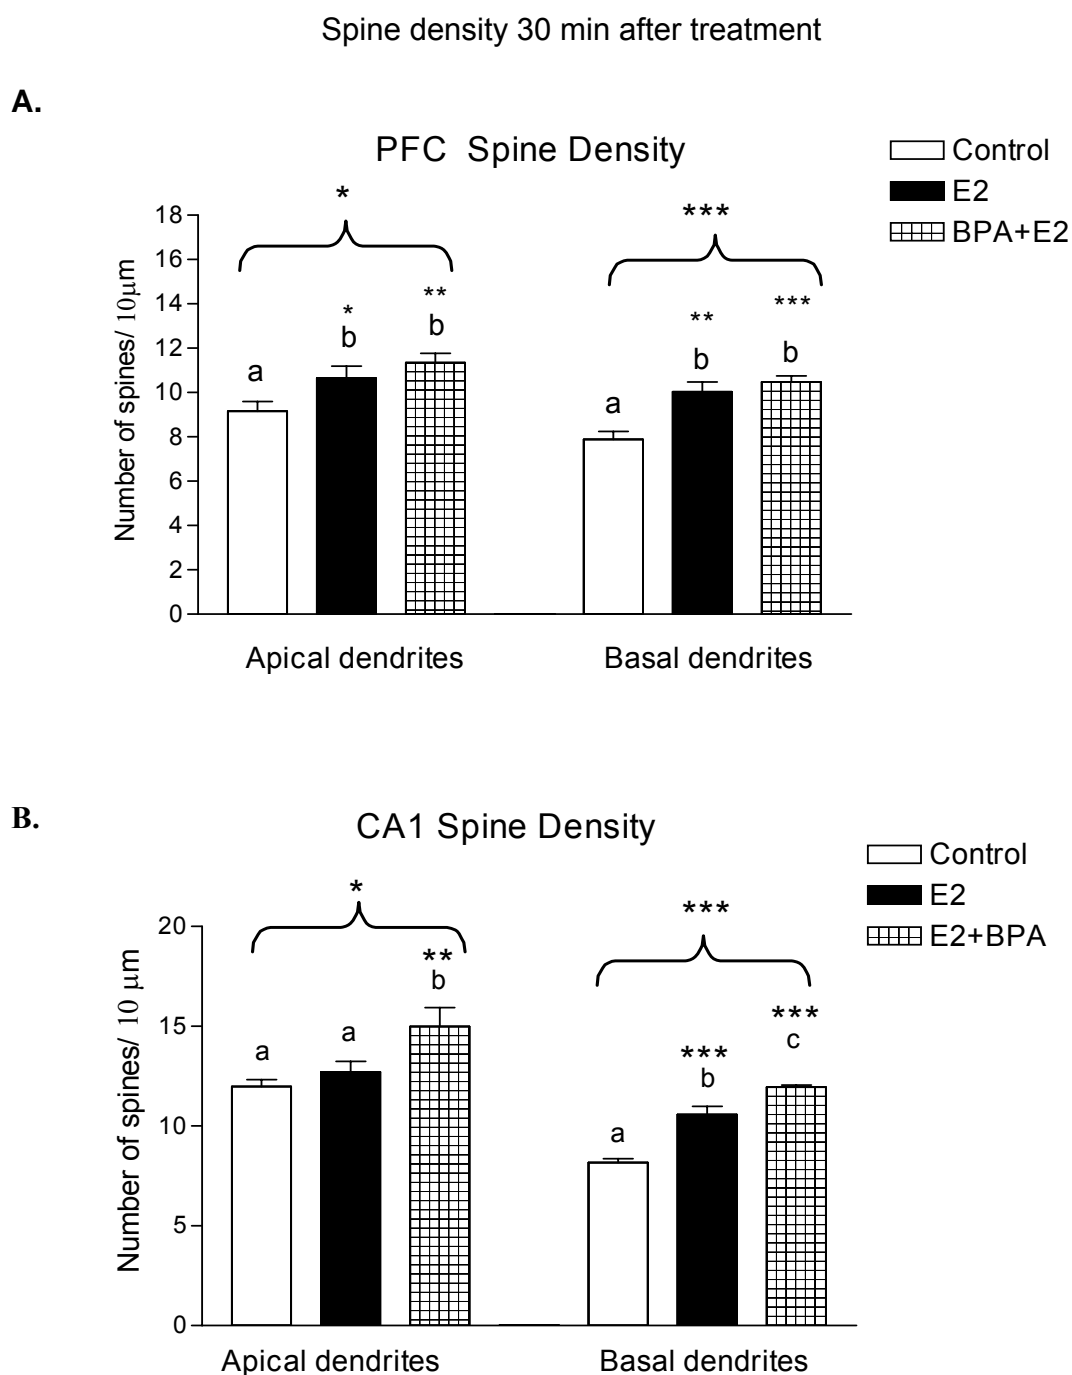 Spine density 30 min after treatment
A.
PFC Spine Density
Control
E2
BPA+E2
*
***
18
16
14
12
10
8
6
4
2
0
Number of spines/ 10μm
a
*
b
**
b
a
**
b
***
b
Apical dendrites
Basal dendrites
B.
CA1 Spine Density
Control
E2
E2+BPA
*
***
20
15
10
5
0
Number of spines/ 10 μm
a
a
**
b
a
***
b
***
c
Apical dendrites
Basal dendrites